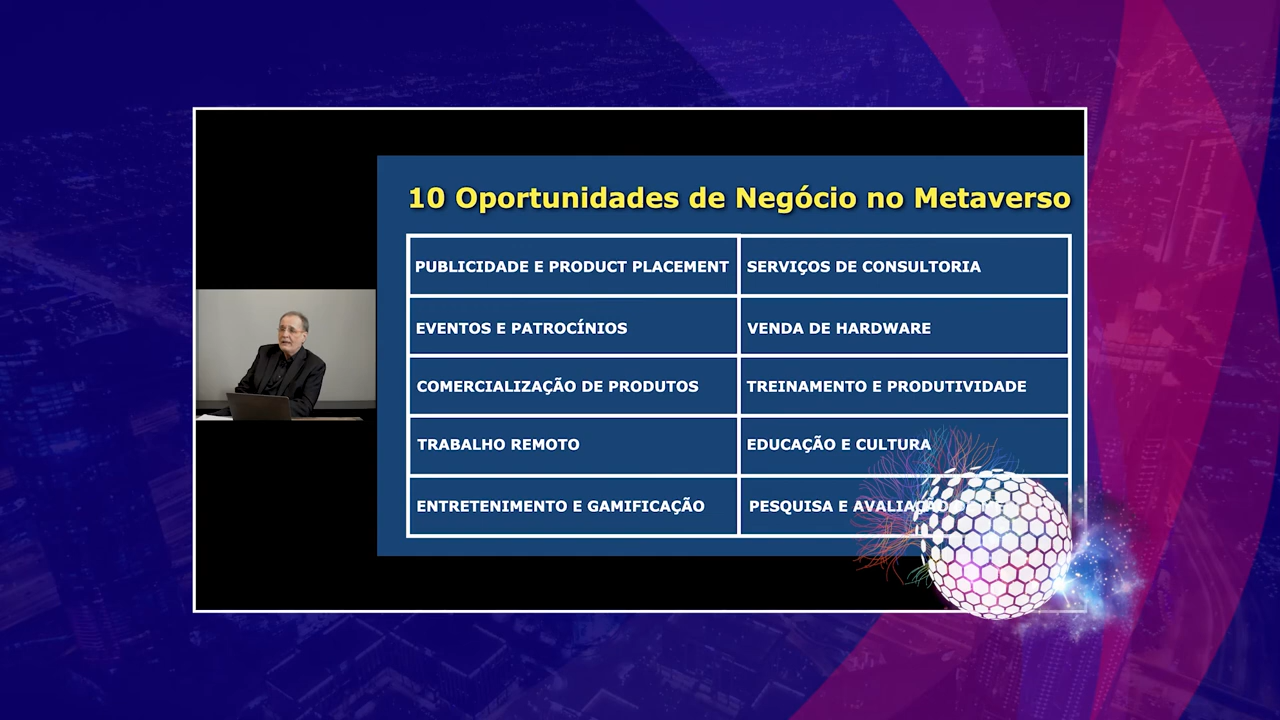 10 Oportunidades de Negócio no Metaverso
PUBLICIDADE E PRODUCT PLACEMENT
SERVIÇOS DE CONSULTORIA
EVENTOS E PATROCÍNIOS
VENDA DE HARDWARE
COMERCIALIZAÇÃO DE PRODUTOS
TREINAMENTO E PRODUTIVIDADE
TRABALHO REMOTO
EDUCAÇÃO E CULTURA
ENTRETENIMENTO E GAMIFICAÇÃO
PESQUISA E AVALIAÇÃO